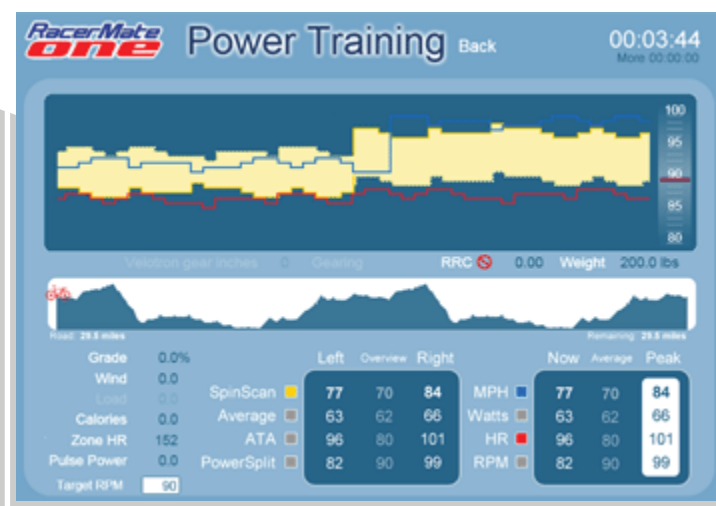 RacerMate one Power Training Back 00:03:44
More 00:00:00
100
95
90
85
80
Velotron gear inches 0 Gearing RRC 0.00 Weight 200.0 lbs
Road: 29.8 miles Remaining: 29.8 miles
Grade 0.0%
Wind 0.0
Load 0.0
Calories 0.0
Zone HR 152
Pulse Power 0.0
Target RPM 90
Left Overview Right
SpinScan 77 70 84
Average 63 62 66
ATA 96 80 101
PowerSplit 82 90 99
Now Average Peak
MPH 77 70 84
Watts 63 62 66
HR 96 80 101
RPM 82 90 99